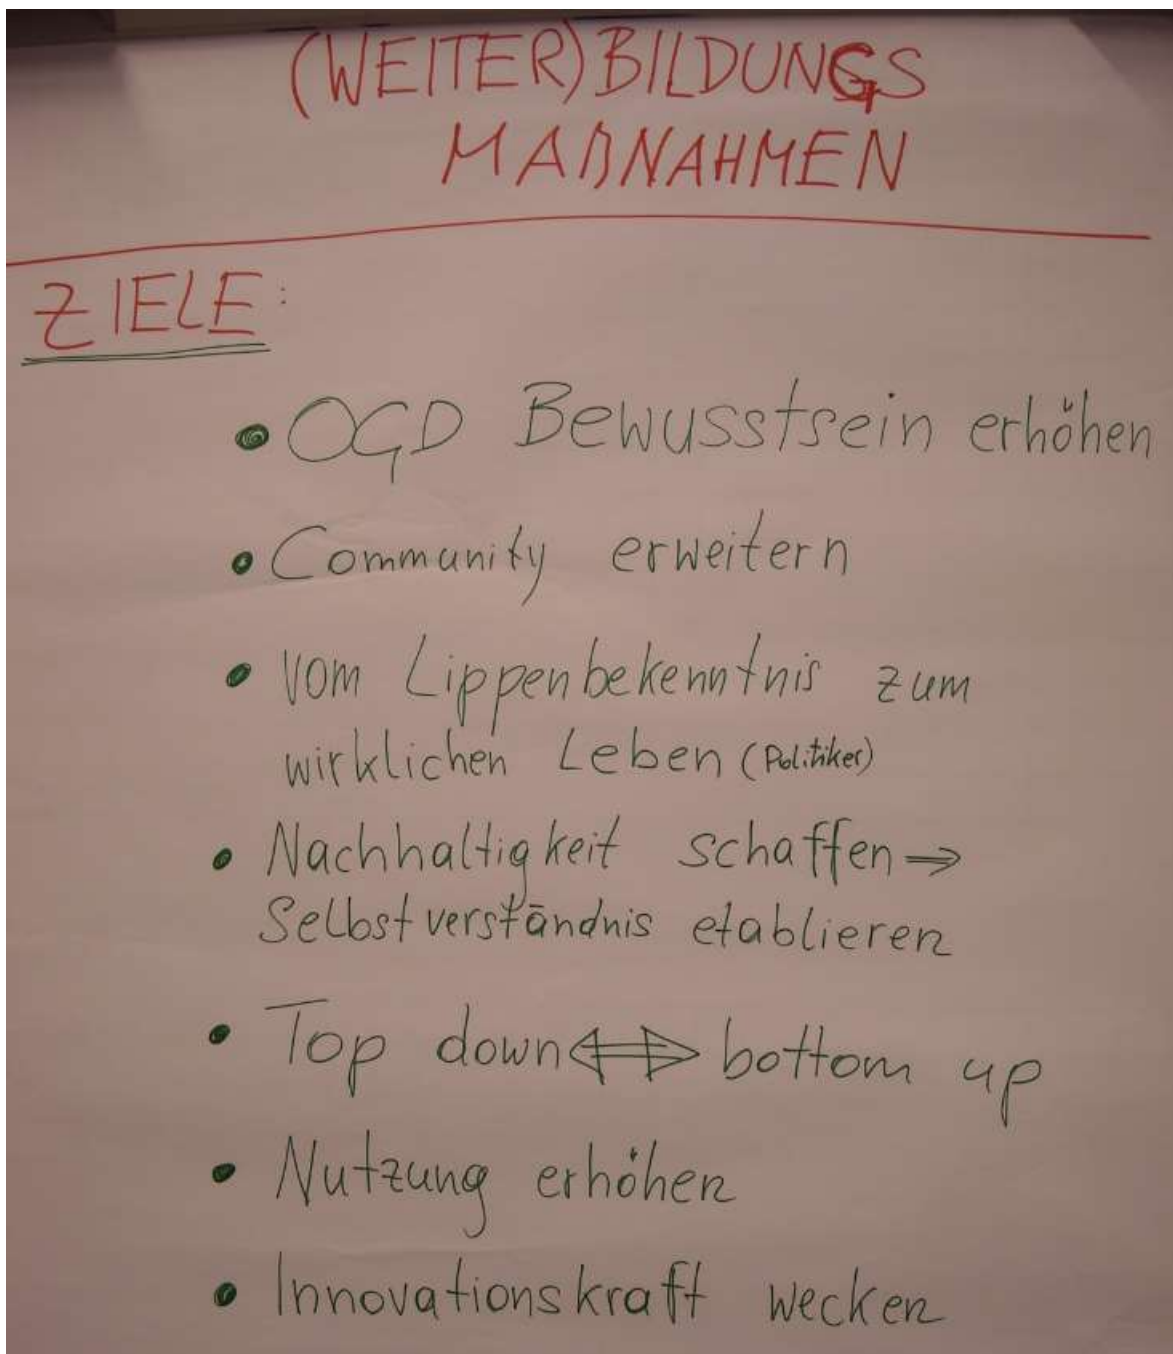 (WEITER)BILDUNGS
MAßNAHMEN
ZIELE:
• OGD Bewusstsein erhöhen
• Community erweitern
• vom Lippenbekenntnis zum
wirklichen Leben (Politiker)
• Nachhaltigkeit schaffen ⇒
Selbstverständnis etablieren
• Top down ⇔ bottom up
• Nutzung erhöhen
• Innovationskraft wecken